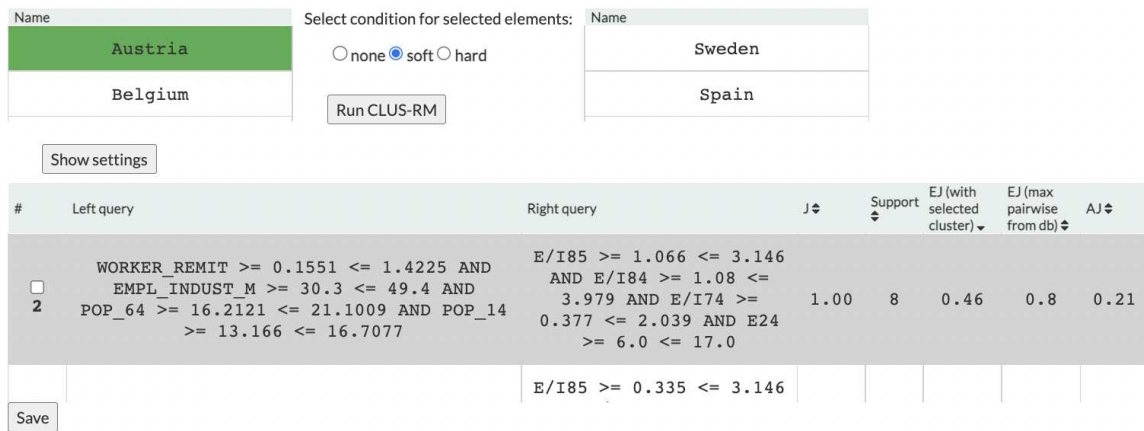 Name
Austria
Belgium
Select condition for selected elements:
none soft hard
Run CLUS-RM
Name
Sweden
Spain
Show settings
# Left query Right query J Support EJ (with selected cluster) EJ (max pairwise from db) AJ
2
WORKER_REMIT >= 0.1551 <= 1.4225 AND
EMPL_INDUST_M >= 30.3 <= 49.4 AND
POP_64 >= 16.2121 <= 21.1009 AND POP_14
>= 13.166 <= 16.7077
E/I85 >= 1.066 <= 3.146
AND E/I84 >= 1.08 <=
3.979 AND E/I74 >=
0.377 <= 2.039 AND E24
>= 6.0 <= 17.0
1.00 8 0.46 0.8 0.21
E/I85 >= 0.335 <= 3.146
Save